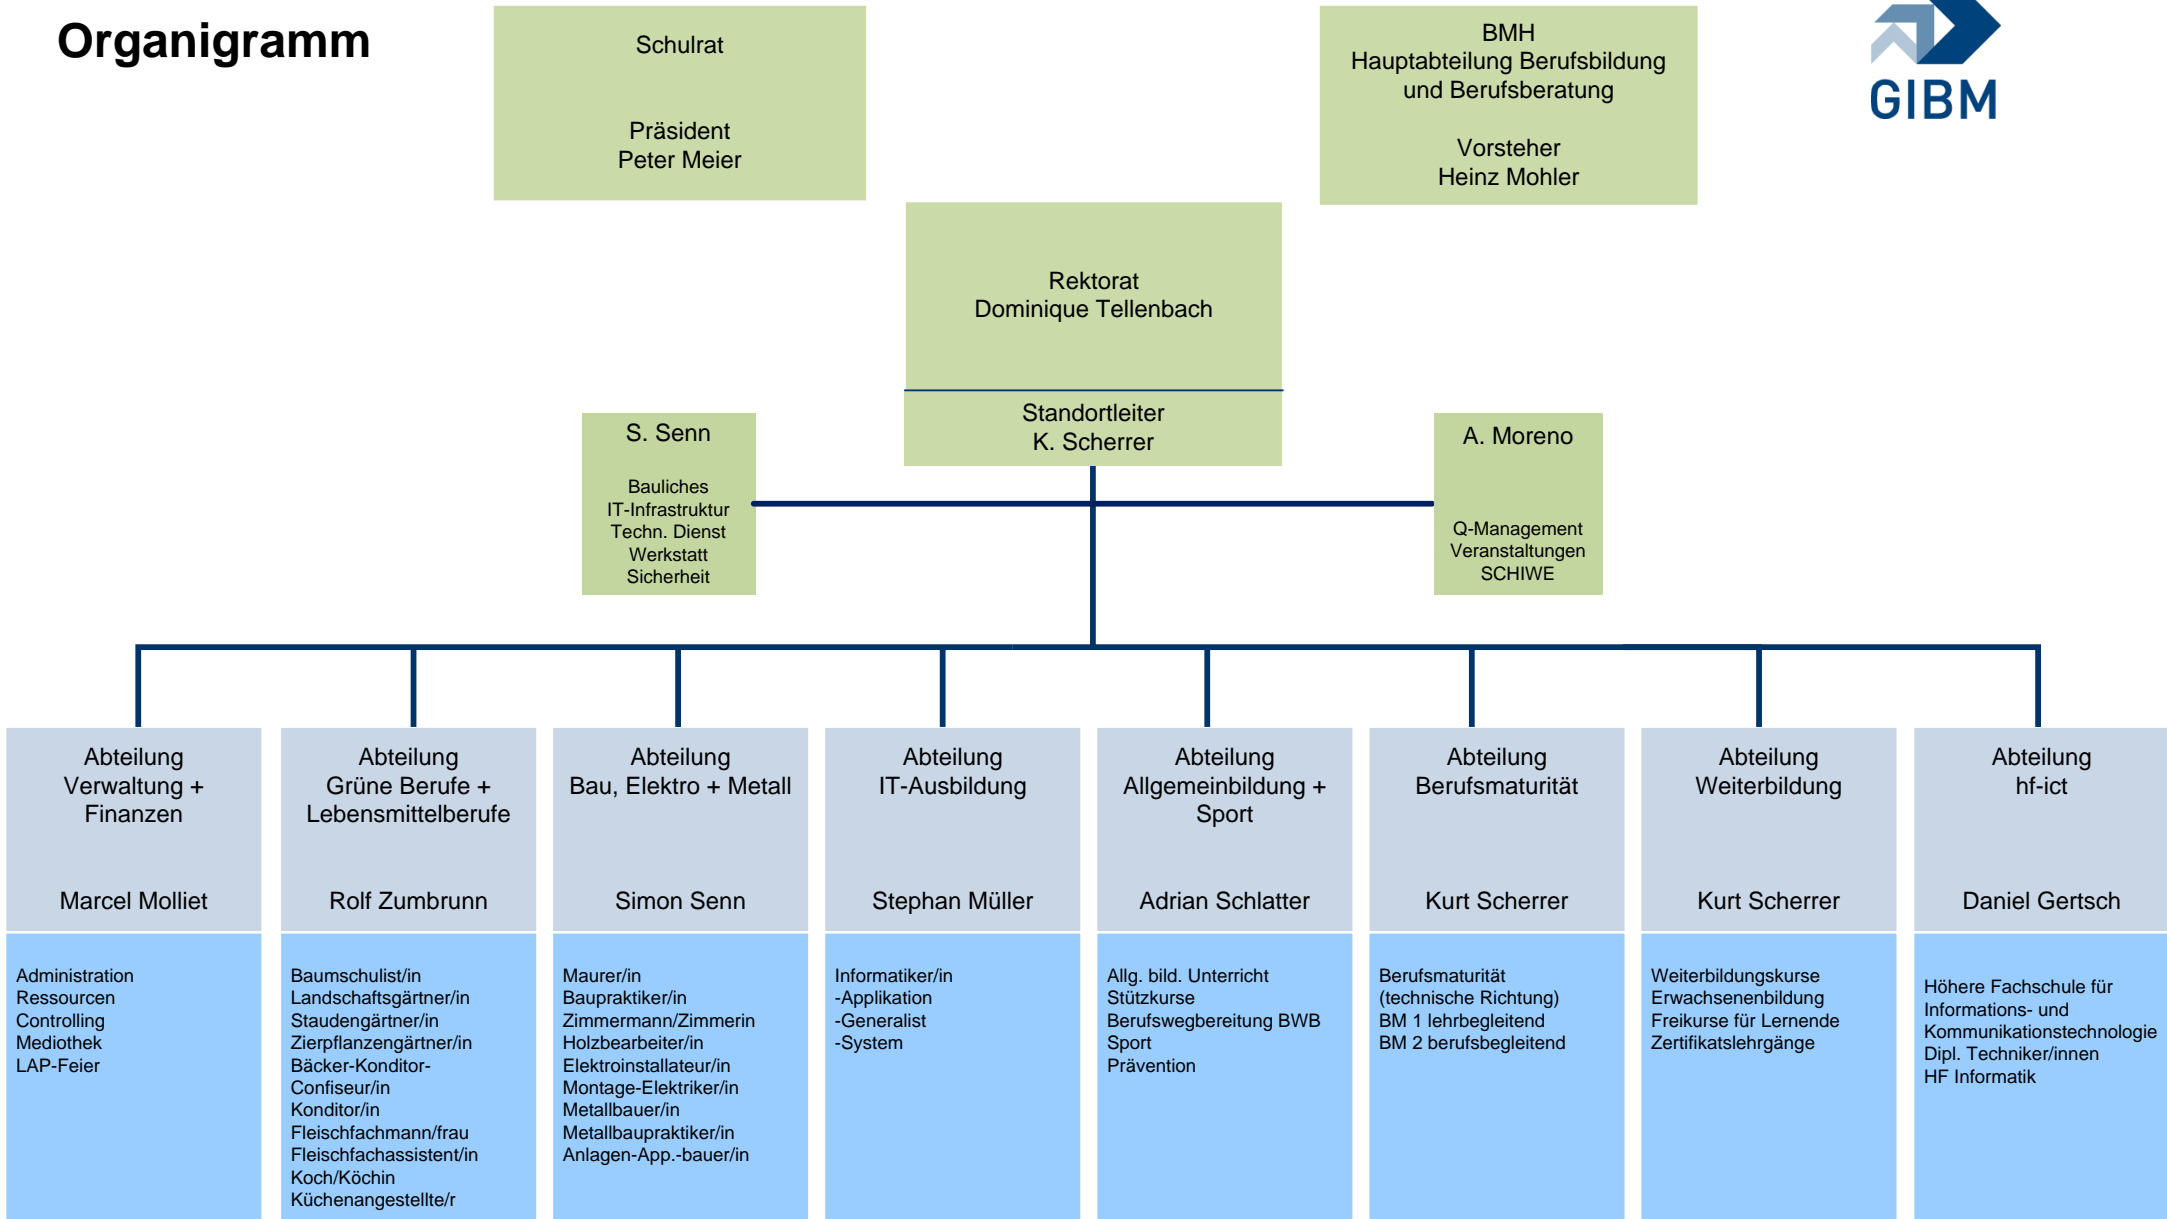 Organigramm
Schulrat
Präsident
Peter Meier
BMH
Hauptabteilung Berufsbildung
und Berufsberatung
Vorsteher
Heinz Mohler
GIBM
Rektorat
Dominique Tellenbach
Standortleiter
K. Scherrer
S. Senn
Bauliches
IT-Infrastruktur
Techn. Dienst
Werkstatt
Sicherheit
A. Moreno
Q-Management
Veranstaltungen
SCHIWE
Abteilung
Verwaltung +
Finanzen
Marcel Molliet
Administration
Ressourcen
Controlling
Mediothek
LAP-Feier
Abteilung
Grüne Berufe +
Lebensmittelberufe
Rolf Zumbrunn
Baumschulist/in
Landschaftsgärtner/in
Staudengärtner/in
Zierpflanzengärtner/in
Bäcker-Konditor-
Confiseur/in
Konditor/in
Fleischfachmann/frau
Fleischfachassistent/in
Koch/Köchin
Küchenangestellte/r
Abteilung
Bau, Elektro + Metall
Simon Senn
Maurer/in
Baupraktiker/in
Zimmermann/Zimmerin
Holzbearbeiter/in
Elektroinstallateur/in
Montage-Elektriker/in
Metallbauer/in
Metallbaupraktiker/in
Anlagen-App.-bauer/in
Abteilung
IT-Ausbildung
Stephan Müller
Informatiker/in
-Applikation
-Generalist
-System
Abteilung
Allgemeinbildung +
Sport
Adrian Schlatter
Allg. bild. Unterricht
Stützkurse
Berufswegbereitung BWB
Sport
Prävention
Abteilung
Berufsmaturität
Kurt Scherrer
Berufsmaturität
(technische Richtung)
BM 1 lehrbegleitend
BM 2 berufsbegleitend
Abteilung
Weiterbildung
Kurt Scherrer
Weiterbildungskurse
Erwachsenenbildung
Freikurse für Lernende
Zertifikatslehrgänge
Abteilung
hf-ict
Daniel Gertsch
Höhere Fachschule für
Informations- und
Kommunikationstechnologie
Dipl. Techniker/innen
HF Informatik